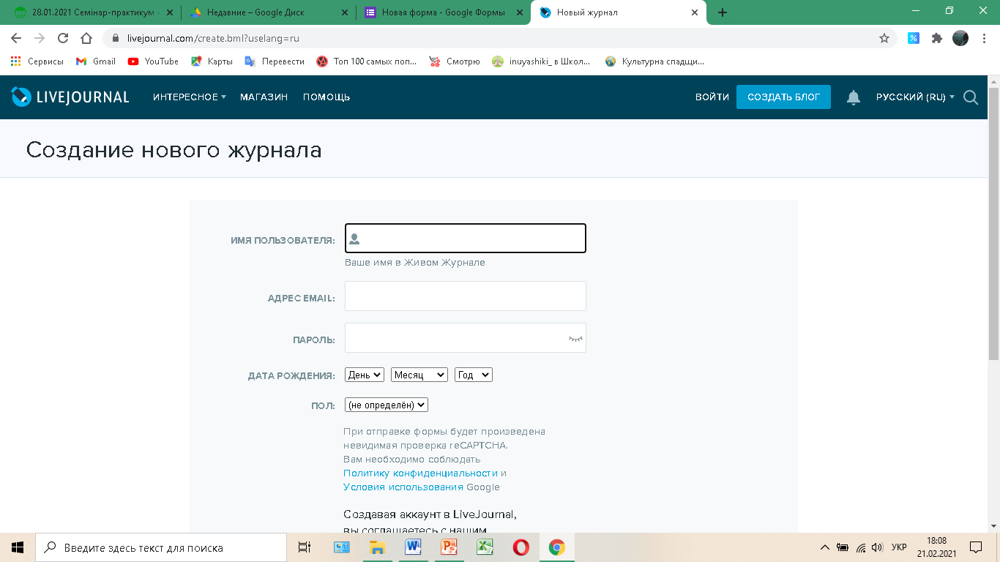 28.01.2021 Семінар-практикум
Недавние – Google Диск
Новая форма - Google Формы
Новый журнал
livejournal.com/create.bml?uselang=ru
Сервисы
Gmail
YouTube
Карты
Перевести
Топ 100 самых поп...
Смотрю
inuyashiki_ в Школ...
Культурна спадщи...
LIVEJOURNAL
ИНТЕРЕСНОЕ
МАГАЗИН
ПОМОЩЬ
ВОЙТИ
СОЗДАТЬ БЛОГ
РУССКИЙ (RU)
Создание нового журнала
ИМЯ ПОЛЬЗОВАТЕЛЯ:
Ваше имя в Живом Журнале
АДРЕС EMAIL:
ПАРОЛЬ:
ДАТА РОЖДЕНИЯ: День Месяц Год
ПОЛ: (не определён)
При отправке формы будет произведена
невидимая проверка reCAPTCHA.
Вам необходимо соблюдать
Политику конфиденциальности и
Условия использования Google
Создавая аккаунт в LiveJournal,
вы соглашаетесь с нашим
Введите здесь текст для поиска
УКР
18:08
21.02.2021